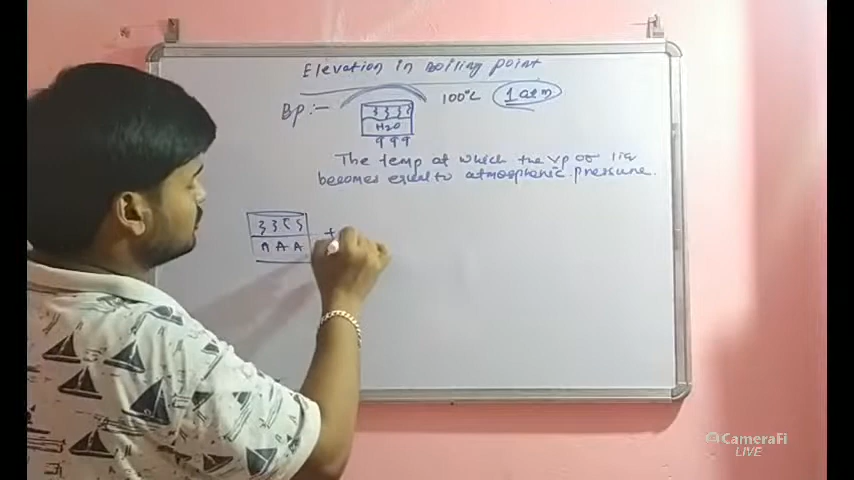 Elevation in Boiling point
Bp:- 100°C 1 atm
H2O
The temp at which the vp of liq
becomes equal to atmospheric pressure.
A A A +
CameraFi
LIVE